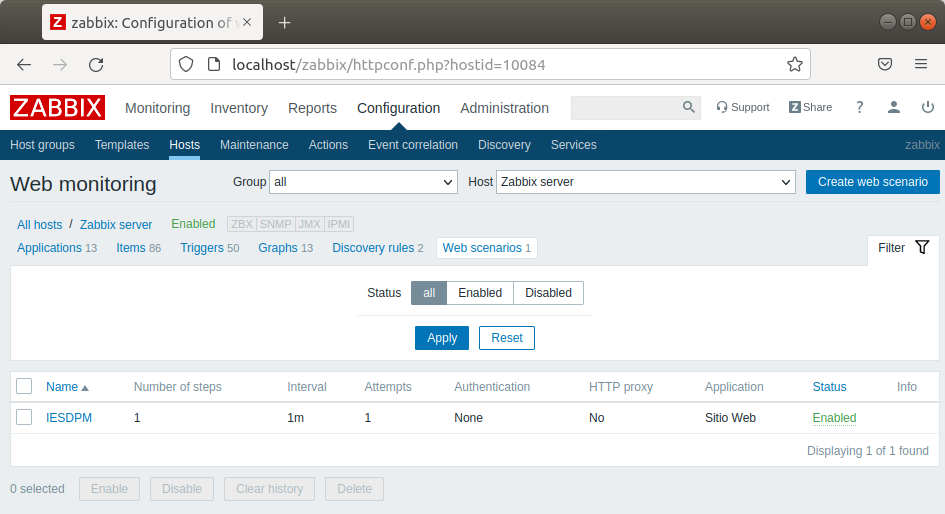 Z zabbix: Configuration of
localhost/zabbix/httpconf.php?hostid=10084
ZABBIX Monitoring Inventory Reports Configuration Administration Support Z Share ?
Host groups Templates Hosts Maintenance Actions Event correlation Discovery Services zabbix
Web monitoring Group all Host Zabbix server Create web scenario
All hosts / Zabbix server Enabled ZBX SNMP JMX IPMI
Applications 13 Items 86 Triggers 50 Graphs 13 Discovery rules 2 Web scenarios 1 Filter
Status all Enabled Disabled
Apply Reset
Name Number of steps Interval Attempts Authentication HTTP proxy Application Status Info
IESDPM 1 1m 1 None No Sitio Web Enabled
Displaying 1 of 1 found
0 selected Enable Disable Clear history Delete